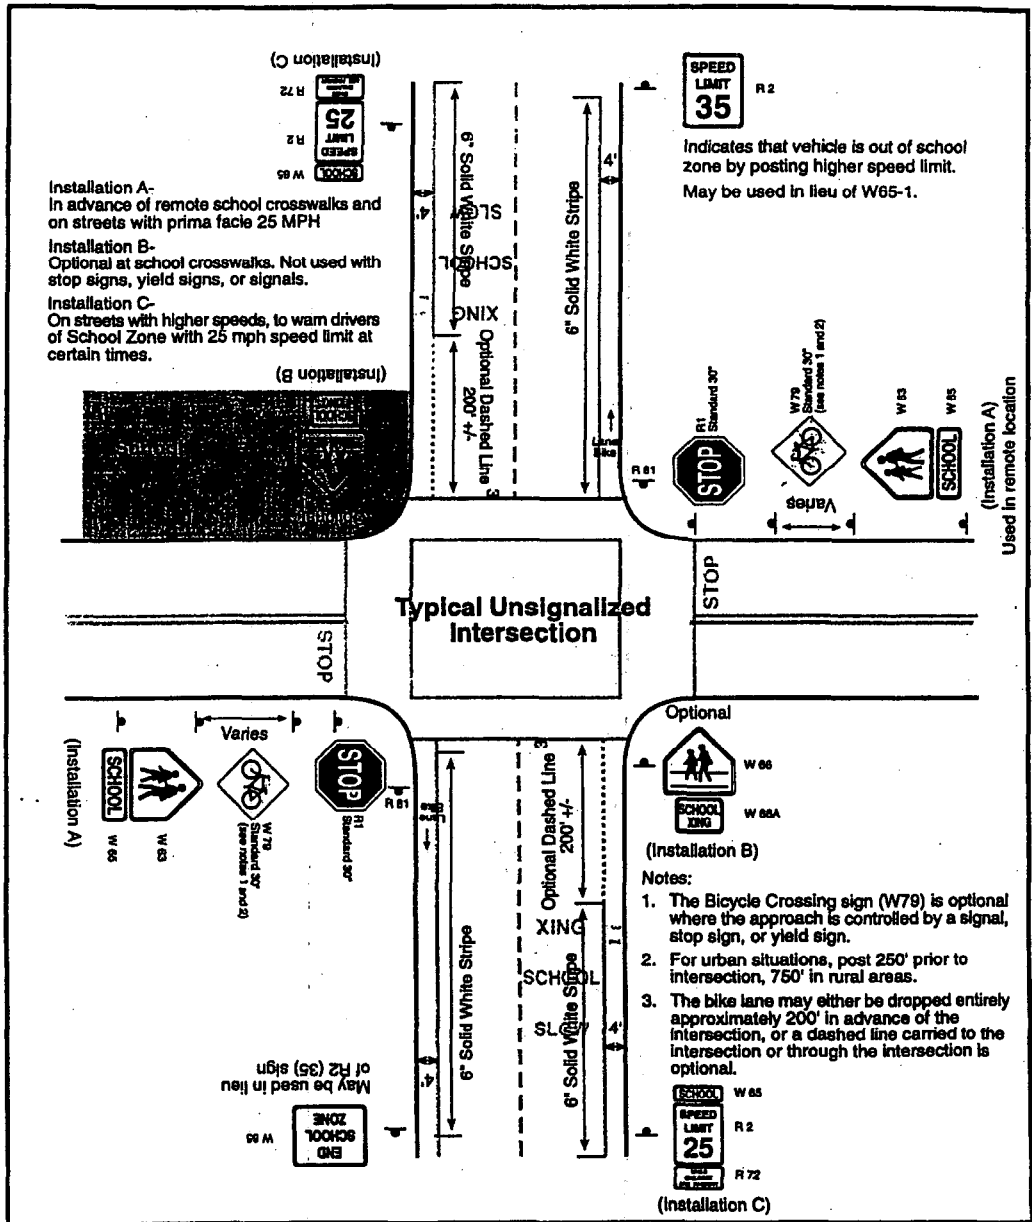 (Installation C)
R 72
SPEED
LIMIT
25
R2
SCHOOL
W 65
Installation A-
In advance of remote school crosswalks and
on streets with prima facie 25 MPH
Installation B-
Optional at school crosswalks. Not used with
stop signs, yield signs, or signals.
Installation C-
On streets with higher speeds, to warn drivers
of School Zone with 25 mph speed limit at
certain times.
(Installation B)
School
4'
6" Solid White Stripe
SLOW
SCHOOL
XING
Optional Dashed Line
200' +/-
3
6" Solid White Stripe
4'
Bike
Lane
R 81
SPEED
LIMIT
35
R 2
Indicates that vehicle is out of school
zone by posting higher speed limit.
May be used in lieu of W65-1.
R1
Standard 30"
STOP
W 79
Standard 30"
(see notes 1 and 2)
Varies
W 63
W 65
SCHOOL
(Installation A)
Used in remote location
STOP
Typical Unsignalized
Intersection
STOP
(Installation A)
SCHOOL
W 65
W 63
Varies
W 79
Standard 30"
(see notes 1 and 2)
STOP
R1
Standard 30"
R 81
Bike
Lane
6" Solid White Stripe
4'
May be used in lieu
of R2 (35) sign
END
SCHOOL
ZONE
W 65
3
Optional Dashed Line
200' +/-
XING
SCHOOL
SLOW
6" Solid White Stripe
4'
Optional
W 66
SCHOOL
XING
W 66A
(Installation B)
Notes:
1. The Bicycle Crossing sign (W79) is optional
where the approach is controlled by a signal,
stop sign, or yield sign.
2. For urban situations, post 250' prior to
intersection, 750' in rural areas.
3. The bike lane may either be dropped entirely
approximately 200' in advance of the
intersection, or a dashed line carried to the
intersection or through the intersection is
optional.
SCHOOL
W 65
SPEED
LIMIT
25
R 2
R 72
(Installation C)